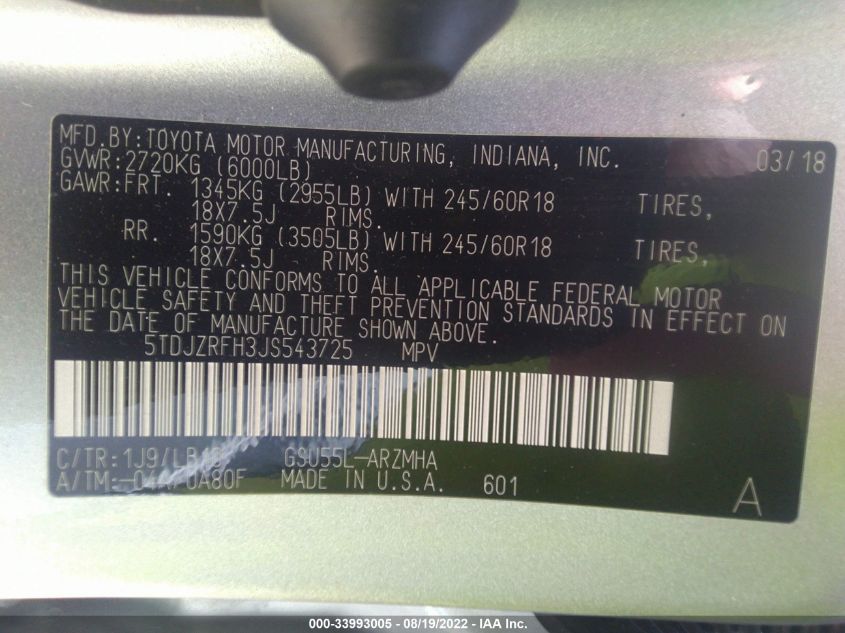 MFD.BY:TOYOTA MOTOR MANUFACTURING, INDIANA, INC. 03/18
GVWR:2720KG (6000LB)
GAWR:FRT. 1345KG (2955LB) WITH 245/60R18 TIRES,
18X7.5J RIMS.
RR. 1590KG (3505LB) WITH 245/60R18 TIRES,
18X7.5J RIMS.
THIS VEHICLE CONFORMS TO ALL APPLICABLE FEDERAL MOTOR
VEHICLE SAFETY AND THEFT PREVENTION STANDARDS IN EFFECT ON
THE DATE OF MANUFACTURE SHOWN ABOVE.
5TDJZRFH3JS543725 MPV
C/TR:1J9/ GSU55L-ARZMHA
A/TM: MADE IN U.S.A. 601 A
000-33993005 - 08/19/2022 - IAA Inc.